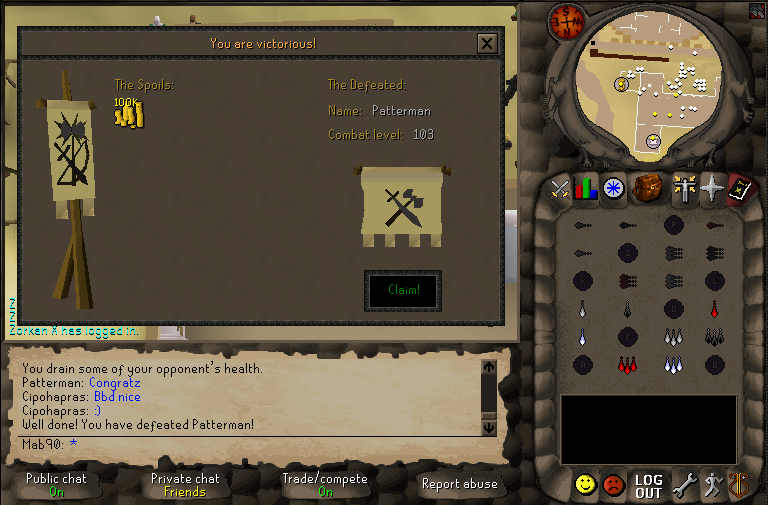 You are victorious!
The Spoils:
100K
The Defeated:
Name: Patterman
Combat level: 103
Claim!
Z
Z
Zorken X has logged in.
You drain some of your opponent's health.
Patterman: Congratz
Cipohapras: Bbd nice
Cipohapras: :)
Well done! You have defeated Patterman!
Mab90: *
Public chat
On
Private chat
Friends
Trade/compete
On
Report abuse
LOG
OUT